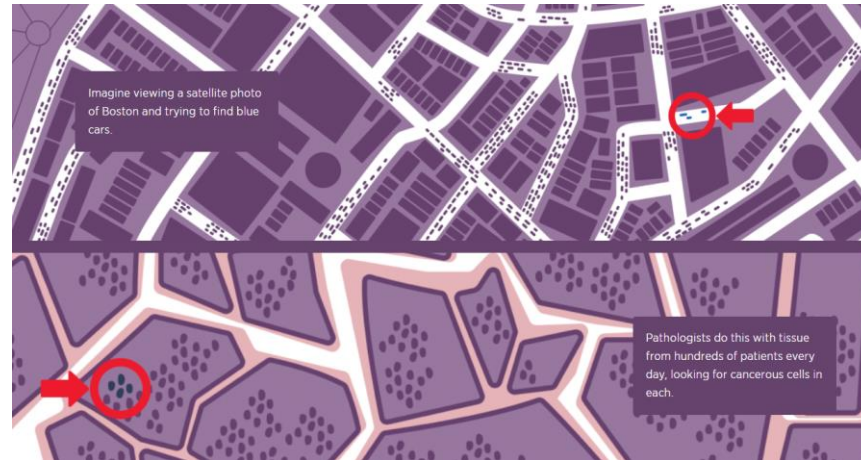 Imagine viewing a satellite photo
of Boston and trying to find blue
cars.
Pathologists do this with tissue
from hundreds of patients every
day, looking for cancerous cells in
each.